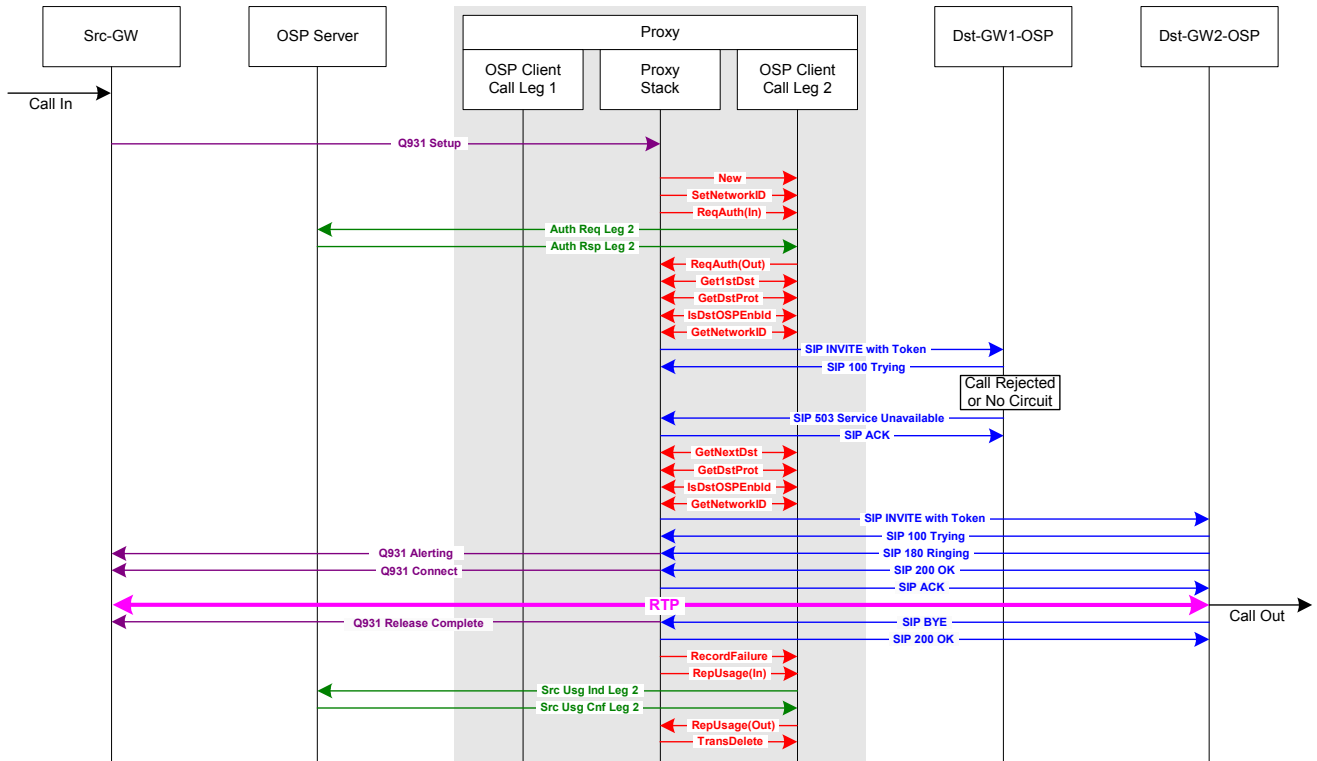 Src-GW
OSP Server
Proxy
Dst-GW1-OSP
Dst-GW2-OSP
OSP Client
Call Leg 1
Proxy
Stack
OSP Client
Call Leg 2
Call In
Q931 Setup
New
SetNetworkID
ReqAuth(In)
Auth Req Leg 2
Auth Rsp Leg 2
ReqAuth(Out)
Get1stDst
GetDstProt
IsDstOSPEnbld
GetNetworkID
SIP INVITE with Token
SIP 100 Trying
Call Rejected
or No Circuit
SIP 503 Service Unavailable
SIP ACK
GetNextDst
GetDstProt
IsDstOSPEnbld
GetNetworkID
SIP INVITE with Token
SIP 100 Trying
Q931 Alerting
SIP 180 Ringing
Q931 Connect
SIP 200 OK
SIP ACK
RTP
Call Out
Q931 Release Complete
SIP BYE
SIP 200 OK
RecordFailure
RepUsage(In)
Src Usg Ind Leg 2
Src Usg Cnf Leg 2
RepUsage(Out)
TransDelete